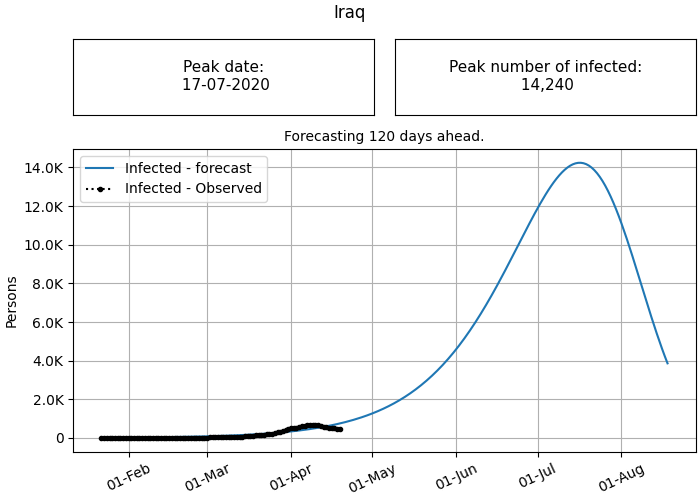 Iraq
Peak date:
17-07-2020
Peak number of infected:
14,240
Forecasting 120 days ahead.
Infected - forecast
Infected - Observed
14.0K
12.0K
10.0K
8.0K
6.0K
4.0K
2.0K
0
Persons
01-Feb
01-Mar
01-Apr
01-May
01-Jun
01-Jul
01-Aug